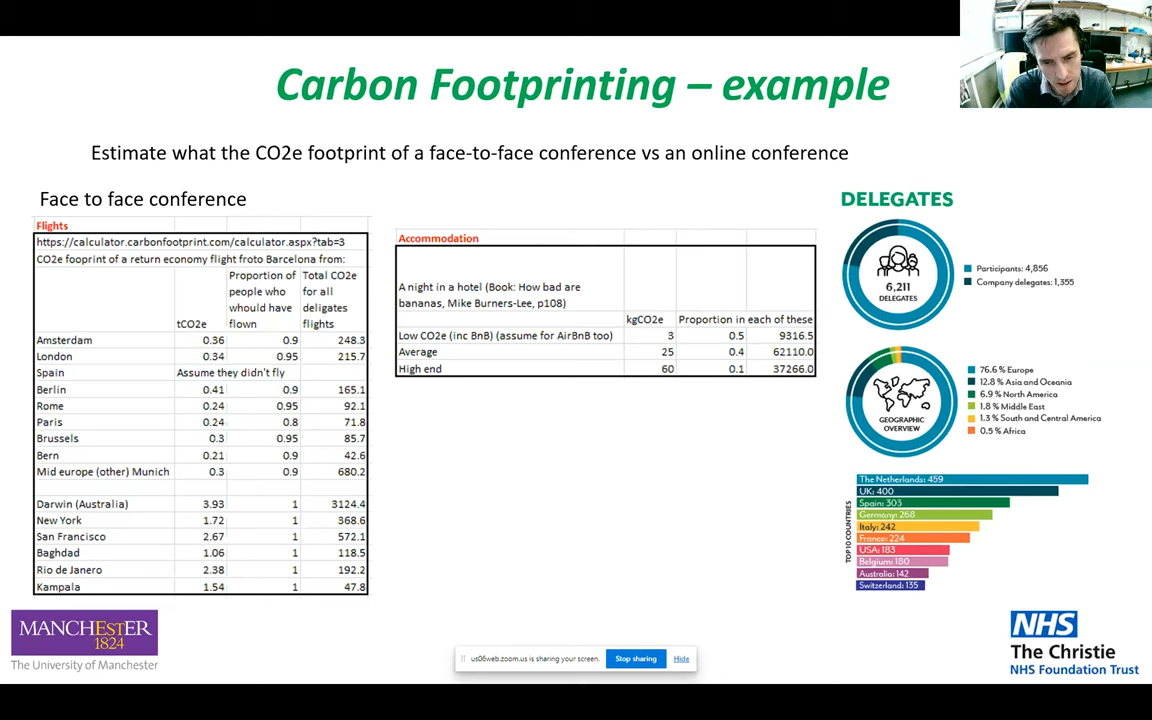 Carbon Footprinting – example
Estimate what the CO2e footprint of a face-to-face conference vs an online conference
Face to face conference
Flights
https://calculator.carbonfootprint.com/calculator.aspx?tab=3
CO2e fooprint of a return economy flight froto Barcelona from:
tCO2e Proportion of people who whould have flown Total CO2e for all deligates flights
Amsterdam 0.36 0.9 248.3
London 0.34 0.95 215.7
Spain Assume they didn't fly
Berlin 0.41 0.9 165.1
Rome 0.24 0.95 92.1
Paris 0.24 0.8 71.8
Brussels 0.3 0.95 85.7
Bern 0.21 0.9 42.6
Mid europe (other) Munich 0.3 0.9 680.2
Darwin (Australia) 3.93 1 3124.4
New York 1.72 1 368.6
San Francisco 2.67 1 572.1
Baghdad 1.06 1 118.5
Rio de Janero 2.38 1 192.2
Kampala 1.54 1 47.8
Accommodation
A night in a hotel (Book: How bad are
bananas, Mike Burners-Lee, p108)
kgCO2e Proportion in each of these
Low CO2e (inc BnB) (assume for AirBnB too) 3 0.5 9316.5
Average 25 0.4 62110.0
High end 60 0.1 37266.0
DELEGATES
6,211
DELEGATES
Participants: 4,856
Company delegates: 1,355
GEOGRAPHIC
OVERVIEW
76.6 % Europe
12.8 % Asia and Oceania
6.9 % North America
1.8 % Middle East
1.3 % South and Central America
0.5 % Africa
TOP 10 COUNTRIES
The Netherlands: 459
UK: 400
Spain: 303
Germany: 268
Italy: 242
France: 224
USA: 183
Belgium: 180
Australia: 142
Switzerland: 135
MANCHESTER
1824
The University of Manchester
us06web.zoom.us is sharing your screen. Stop sharing Hide
NHS
The Christie
NHS Foundation Trust